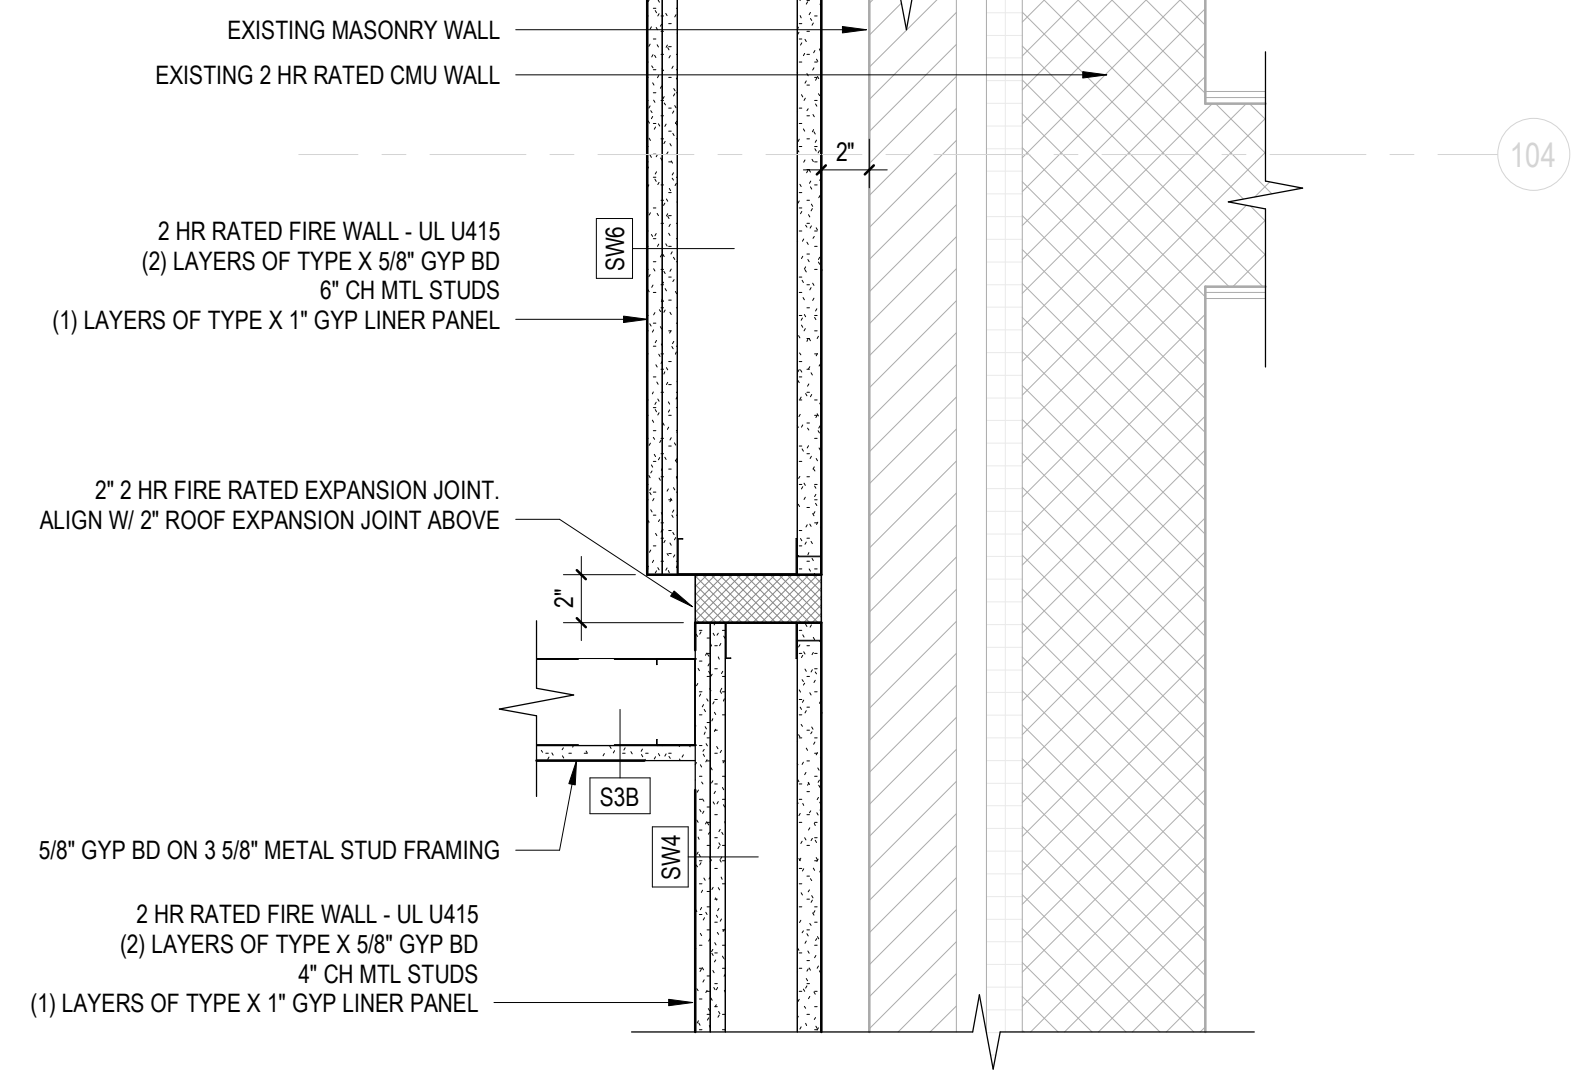 EXISTING MASONRY WALL
EXISTING 2 HR RATED CMU WALL
2"
104
2 HR RATED FIRE WALL - UL U415
(2) LAYERS OF TYPE X 5/8" GYP BD
6" CH MTL STUDS
(1) LAYERS OF TYPE X 1" GYP LINER PANEL
SW6
2" 2 HR FIRE RATED EXPANSION JOINT.
ALIGN W/ 2" ROOF EXPANSION JOINT ABOVE
2"
S3B
5/8" GYP BD ON 3 5/8" METAL STUD FRAMING
SW4
2 HR RATED FIRE WALL - UL U415
(2) LAYERS OF TYPE X 5/8" GYP BD
4" CH MTL STUDS
(1) LAYERS OF TYPE X 1" GYP LINER PANEL